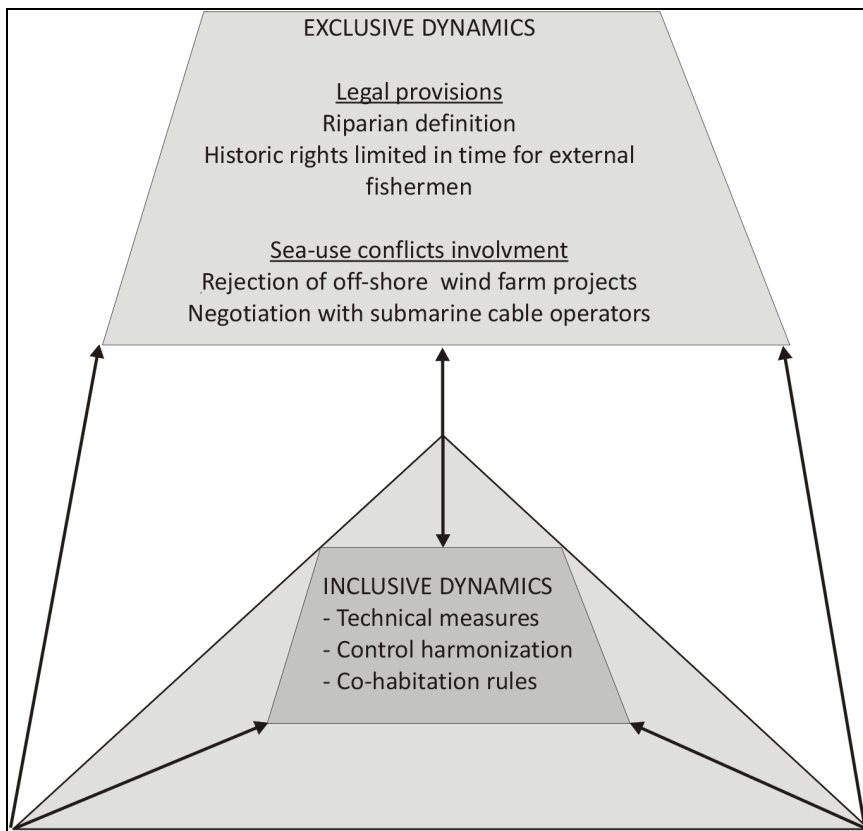 EXCLUSIVE DYNAMICS
Legal provisions
Riparian definition
Historic rights limited in time for external
fishermen
Sea-use conflicts involvment
Rejection of off-shore wind farm projects
Negotiation with submarine cable operators
INCLUSIVE DYNAMICS
- Technical measures
- Control harmonization
- Co-habitation rules